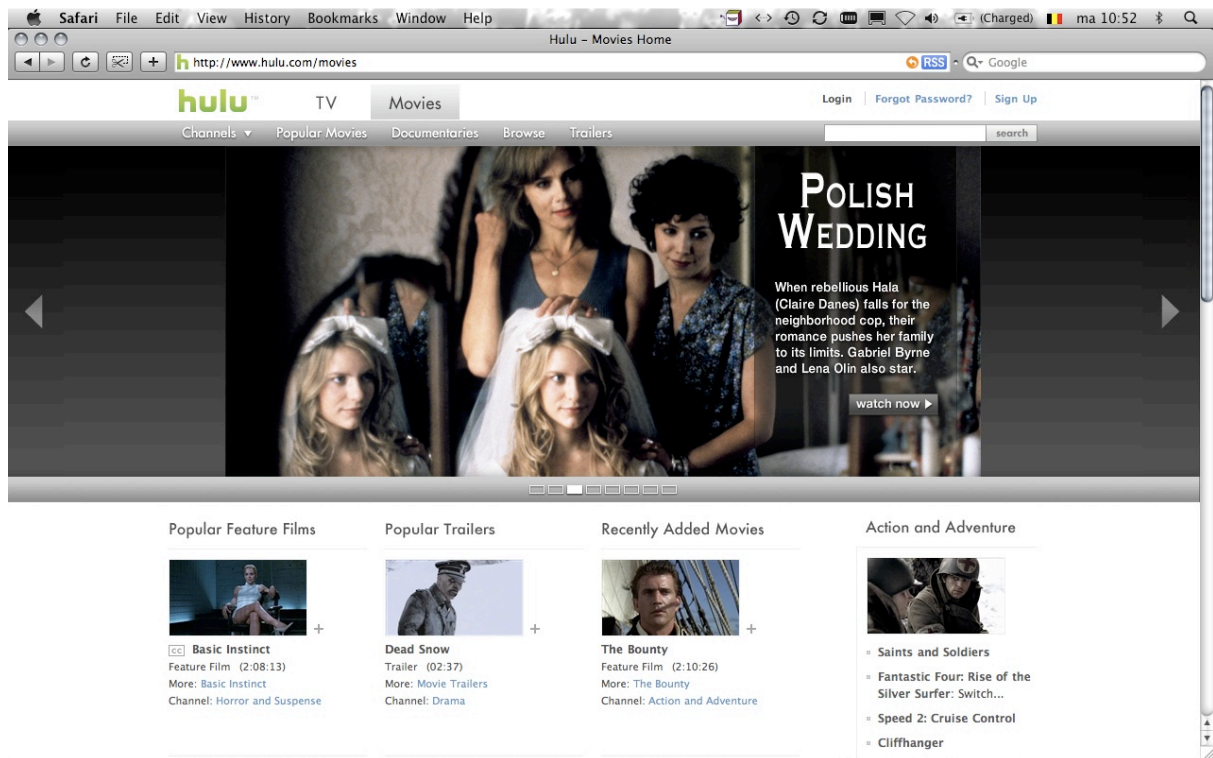 Safari File Edit View History Bookmarks Window Help (Charged) ma 10:52
Hulu – Movies Home
http://www.hulu.com/movies RSS Google
hulu™ TV Movies Login Forgot Password? Sign Up
Channels Popular Movies Documentaries Browse Trailers search
POLISH
WEDDING
When rebellious Hala
(Claire Danes) falls for the
neighborhood cop, their
romance pushes her family
to its limits. Gabriel Byrne
and Lena Olin also star.
watch now
Popular Feature Films
cc Basic Instinct
Feature Film (2:08:13)
More: Basic Instinct
Channel: Horror and Suspense
Popular Trailers
Dead Snow
Trailer (02:37)
More: Movie Trailers
Channel: Drama
Recently Added Movies
The Bounty
Feature Film (2:10:26)
More: The Bounty
Channel: Action and Adventure
Action and Adventure
Saints and Soldiers
Fantastic Four: Rise of the
Silver Surfer: Switch...
Speed 2: Cruise Control
Cliffhanger